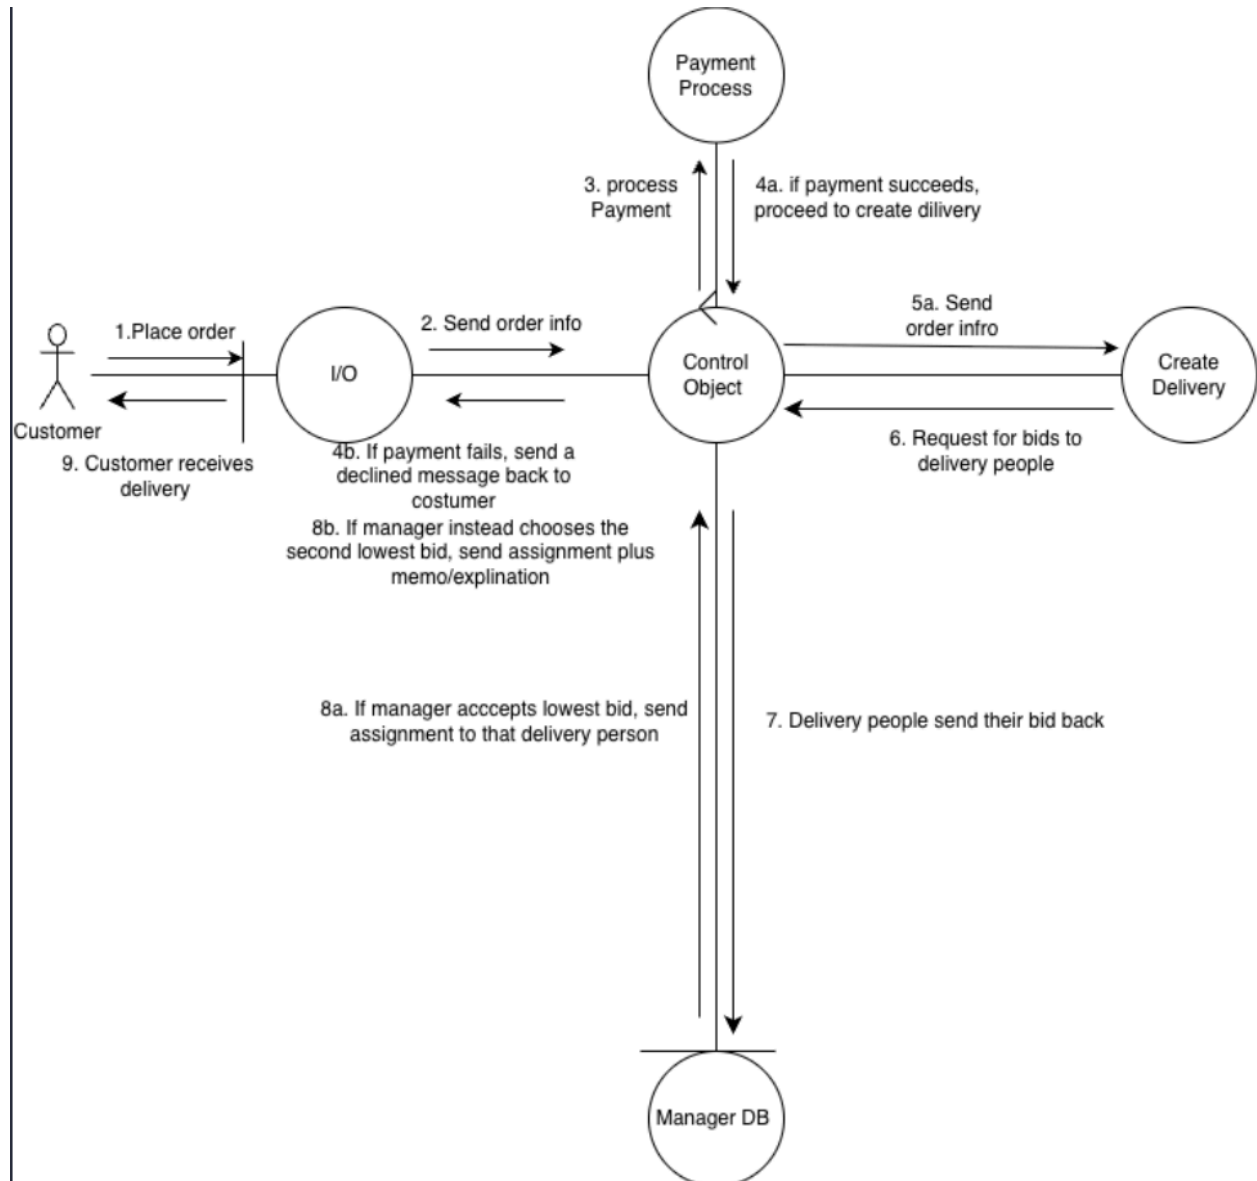 Payment
Process
3. process
Payment
4a. if payment succeeds,
proceed to create dilivery
1.Place order
2. Send order info
5a. Send
order infro
I/O
Control
Object
Create
Delivery
Customer
9. Customer receives
delivery
4b. If payment fails, send a
declined message back to
costumer
6. Request for bids to
delivery people
8b. If manager instead chooses the
second lowest bid, send assignment plus
memo/explination
8a. If manager acccepts lowest bid, send
assignment to that delivery person
7. Delivery people send their bid back
Manager DB